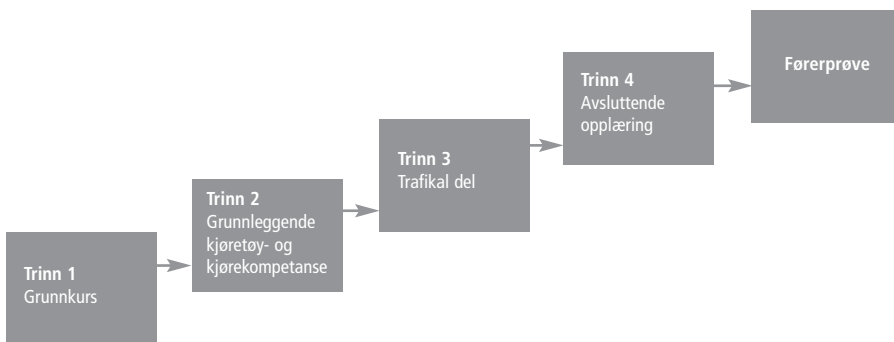 Trinn 1
Grunnkurs
Trinn 2
Grunnleggende
kjøretøy- og
kjørekompetanse
Trinn 3
Trafikal del
Trinn 4
Avsluttende
opplæring
Førerprøve